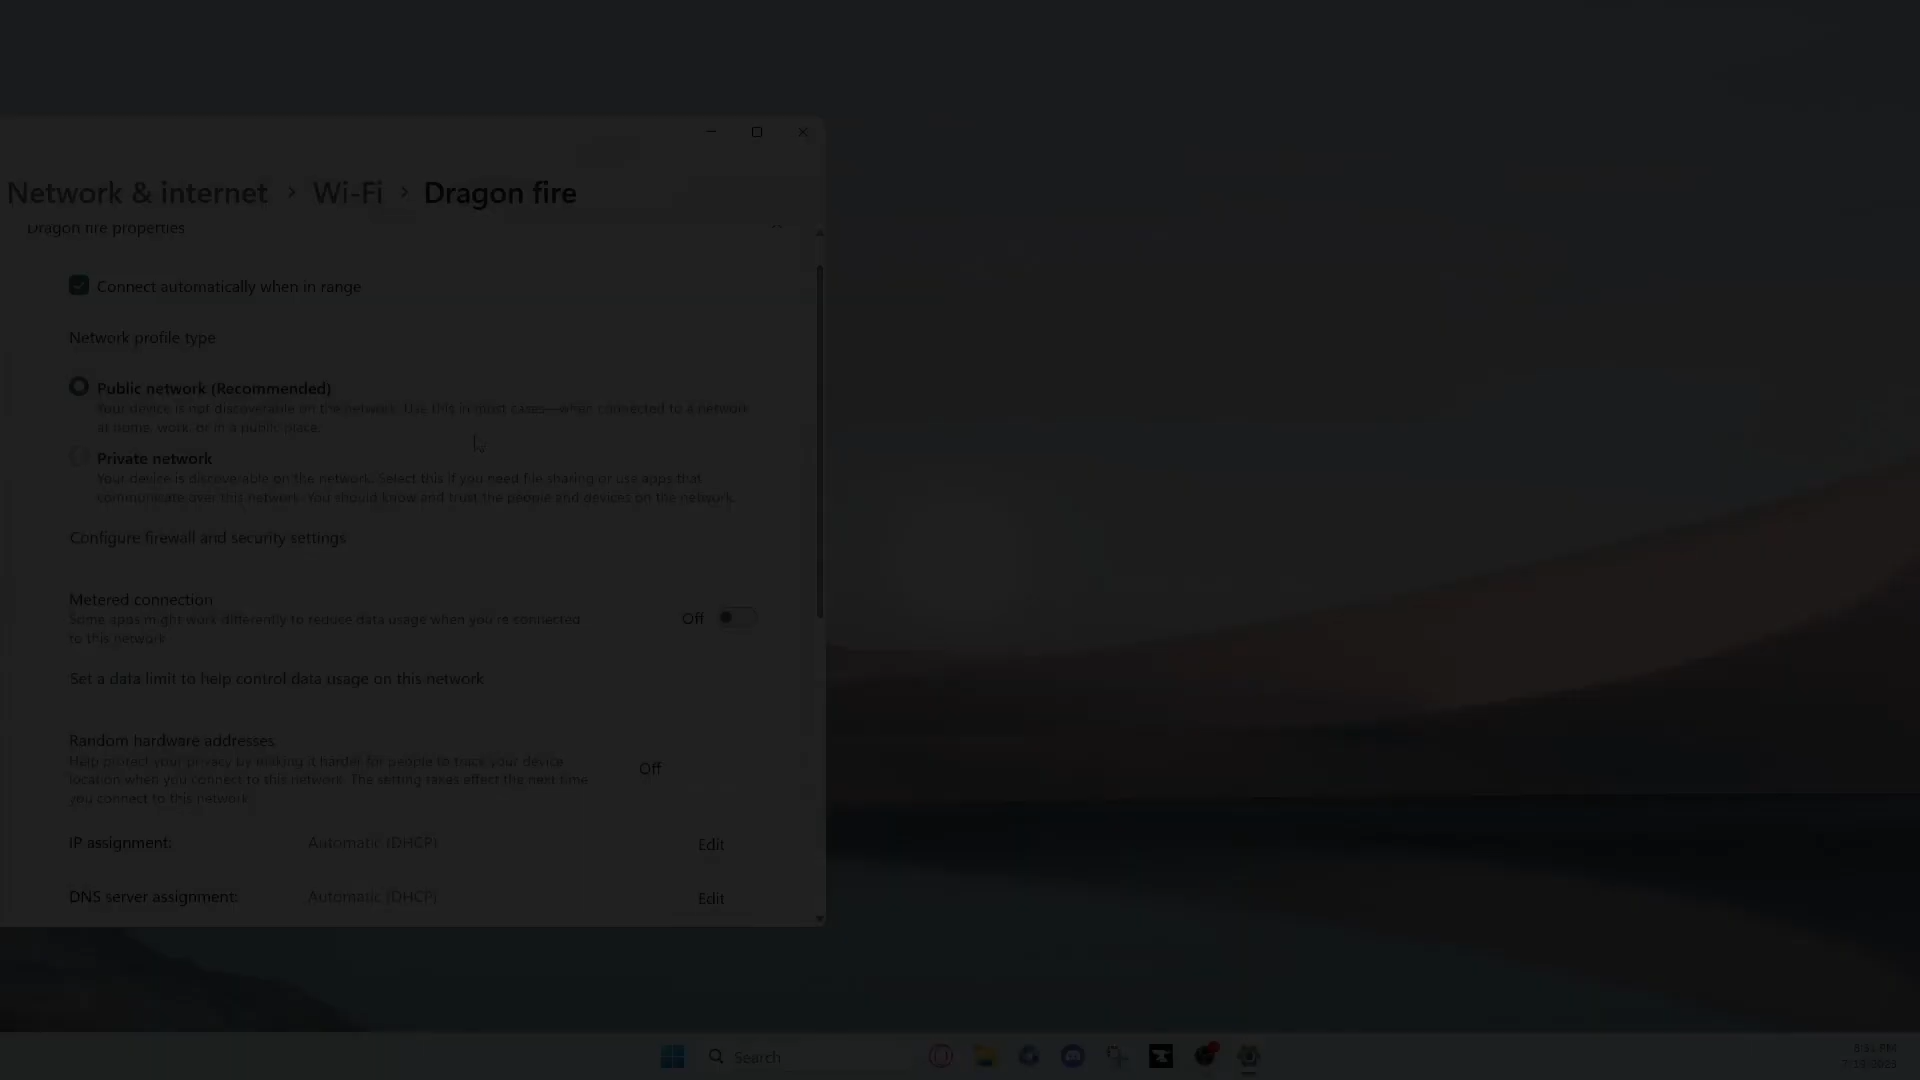 Network & internet › Wi-Fi › Dragon fire
Dragon fire properties
Connect automatically when in range
Network profile type
Public network (Recommended)
Your device is not discoverable on the network. Use this in most cases—when connected to a network
at home, work, or in a public place.
Private network
Your device is discoverable on the network. Select this if you need file sharing or use apps that
communicate over this network. You should know and trust the people and devices on the network.
Configure firewall and security settings
Metered connection
Some apps might work differently to reduce data usage when you're connected
to this network
Off
Set a data limit to help control data usage on this network
Random hardware addresses
Help protect your privacy by making it harder for people to track your device
location when you connect to this network. The setting takes effect the next time
you connect to this network.
Off
IP assignment: Automatic (DHCP) Edit
DNS server assignment: Automatic (DHCP) Edit
Search